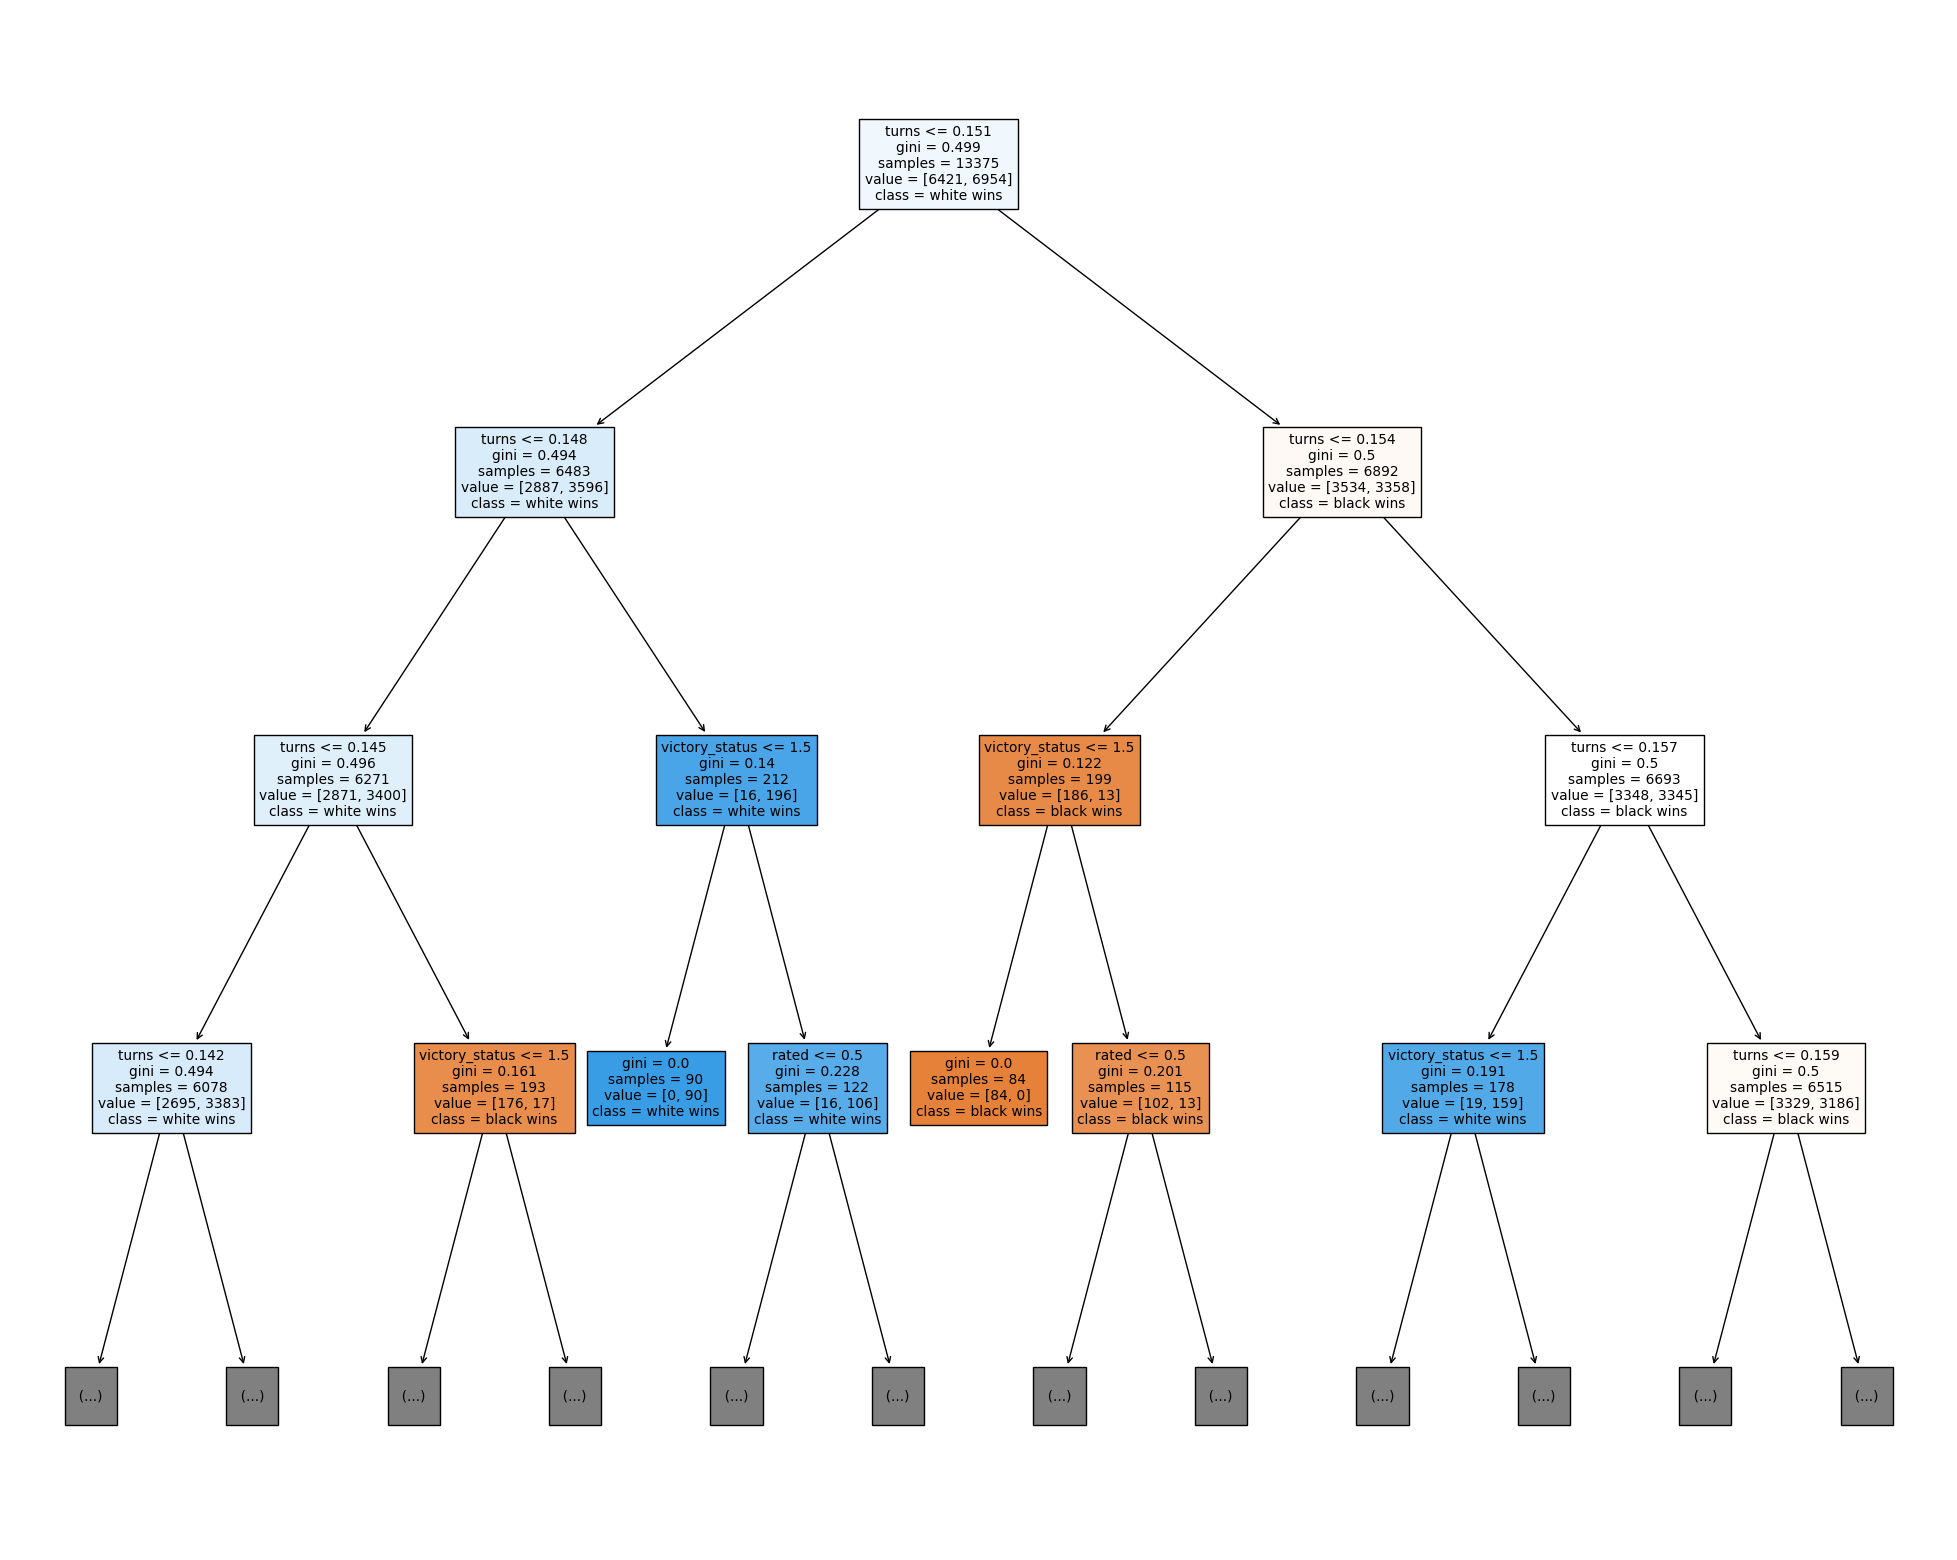 turns <= 0.151
gini = 0.499
samples = 13375
value = [6421, 6954]
class = white wins
turns <= 0.148
gini = 0.494
samples = 6483
value = [2887, 3596]
class = white wins
turns <= 0.154
gini = 0.5
samples = 6892
value = [3534, 3358]
class = black wins
turns <= 0.145
gini = 0.496
samples = 6271
value = [2871, 3400]
class = white wins
victory_status <= 1.5
gini = 0.14
samples = 212
value = [16, 196]
class = white wins
victory_status <= 1.5
gini = 0.122
samples = 199
value = [186, 13]
class = black wins
turns <= 0.157
gini = 0.5
samples = 6693
value = [3348, 3345]
class = black wins
turns <= 0.142
gini = 0.494
samples = 6078
value = [2695, 3383]
class = white wins
victory_status <= 1.5
gini = 0.161
samples = 193
value = [176, 17]
class = black wins
gini = 0.0
samples = 90
value = [0, 90]
class = white wins
rated <= 0.5
gini = 0.228
samples = 122
value = [16, 106]
class = white wins
gini = 0.0
samples = 84
value = [84, 0]
class = black wins
rated <= 0.5
gini = 0.201
samples = 115
value = [102, 13]
class = black wins
victory_status <= 1.5
gini = 0.191
samples = 178
value = [19, 159]
class = white wins
turns <= 0.159
gini = 0.5
samples = 6515
value = [3329, 3186]
class = black wins
(...)
(...)
(...)
(...)
(...)
(...)
(...)
(...)
(...)
(...)
(...)
(...)